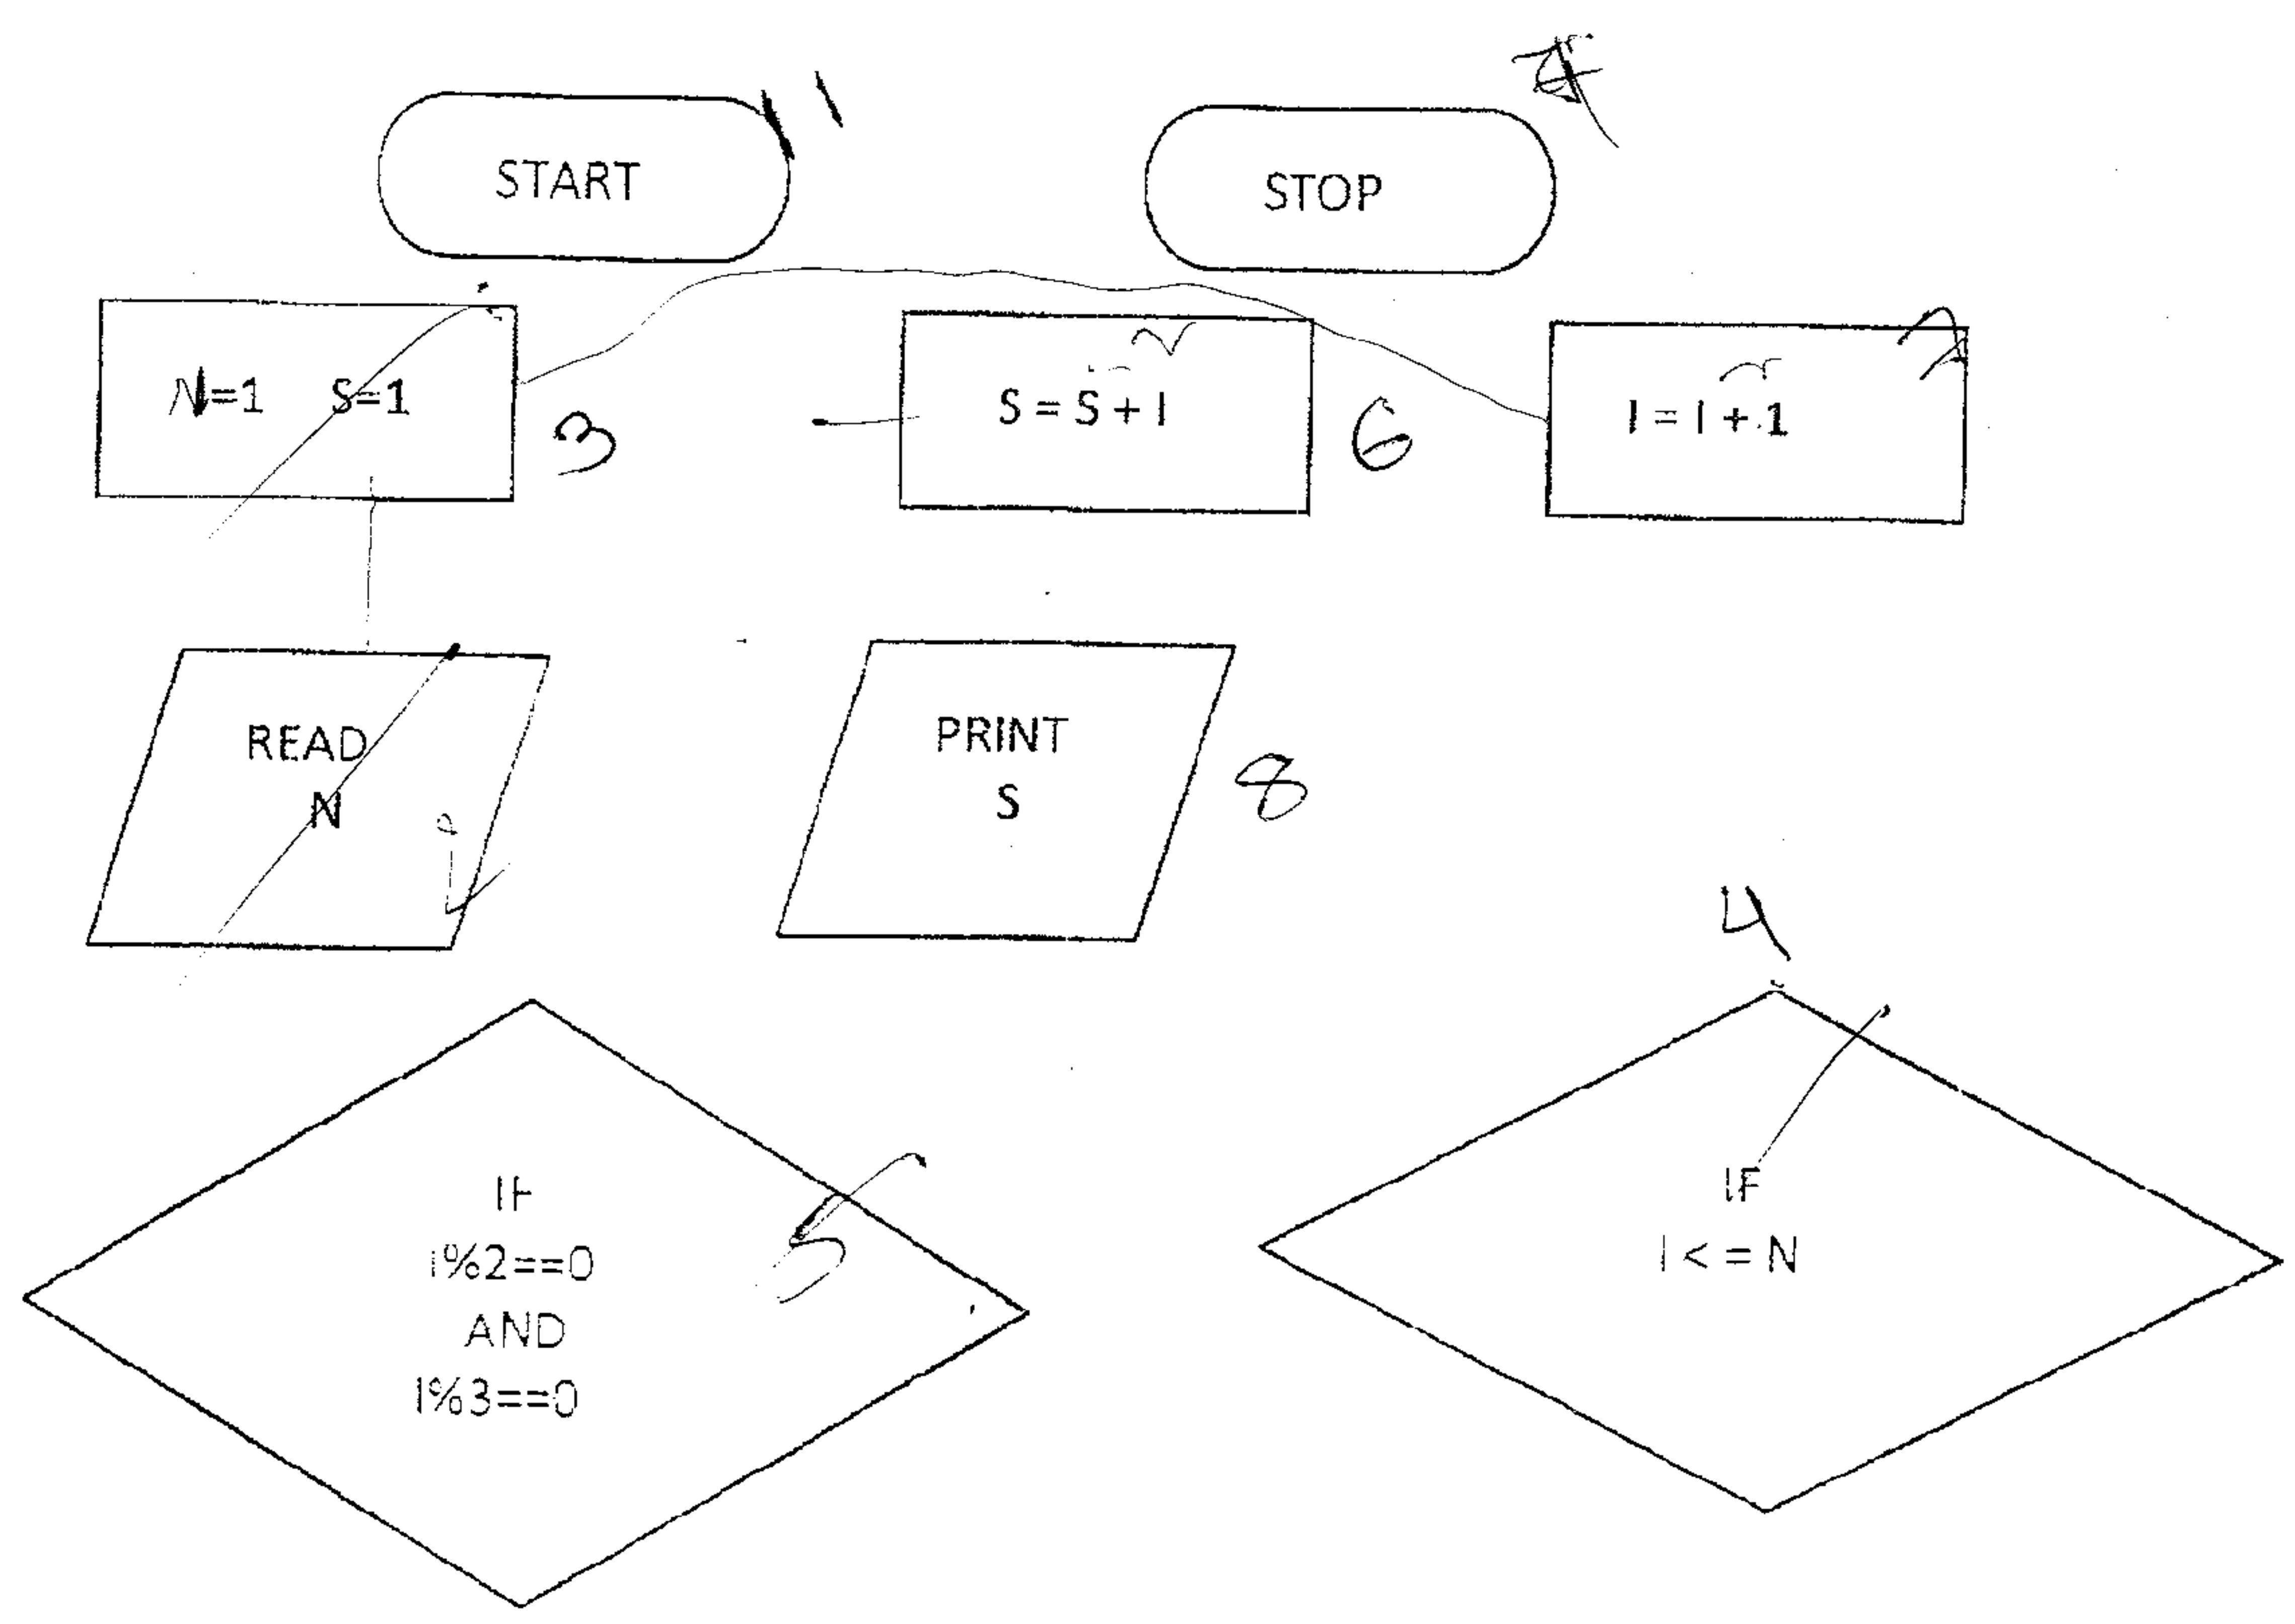 START
STOP
=1 S=1
3
S = S + I
6
I = I + 1
READ
N
PRINT
S
8
4
IF
I%2==0
AND
I%3==0
5
IF
I < = N